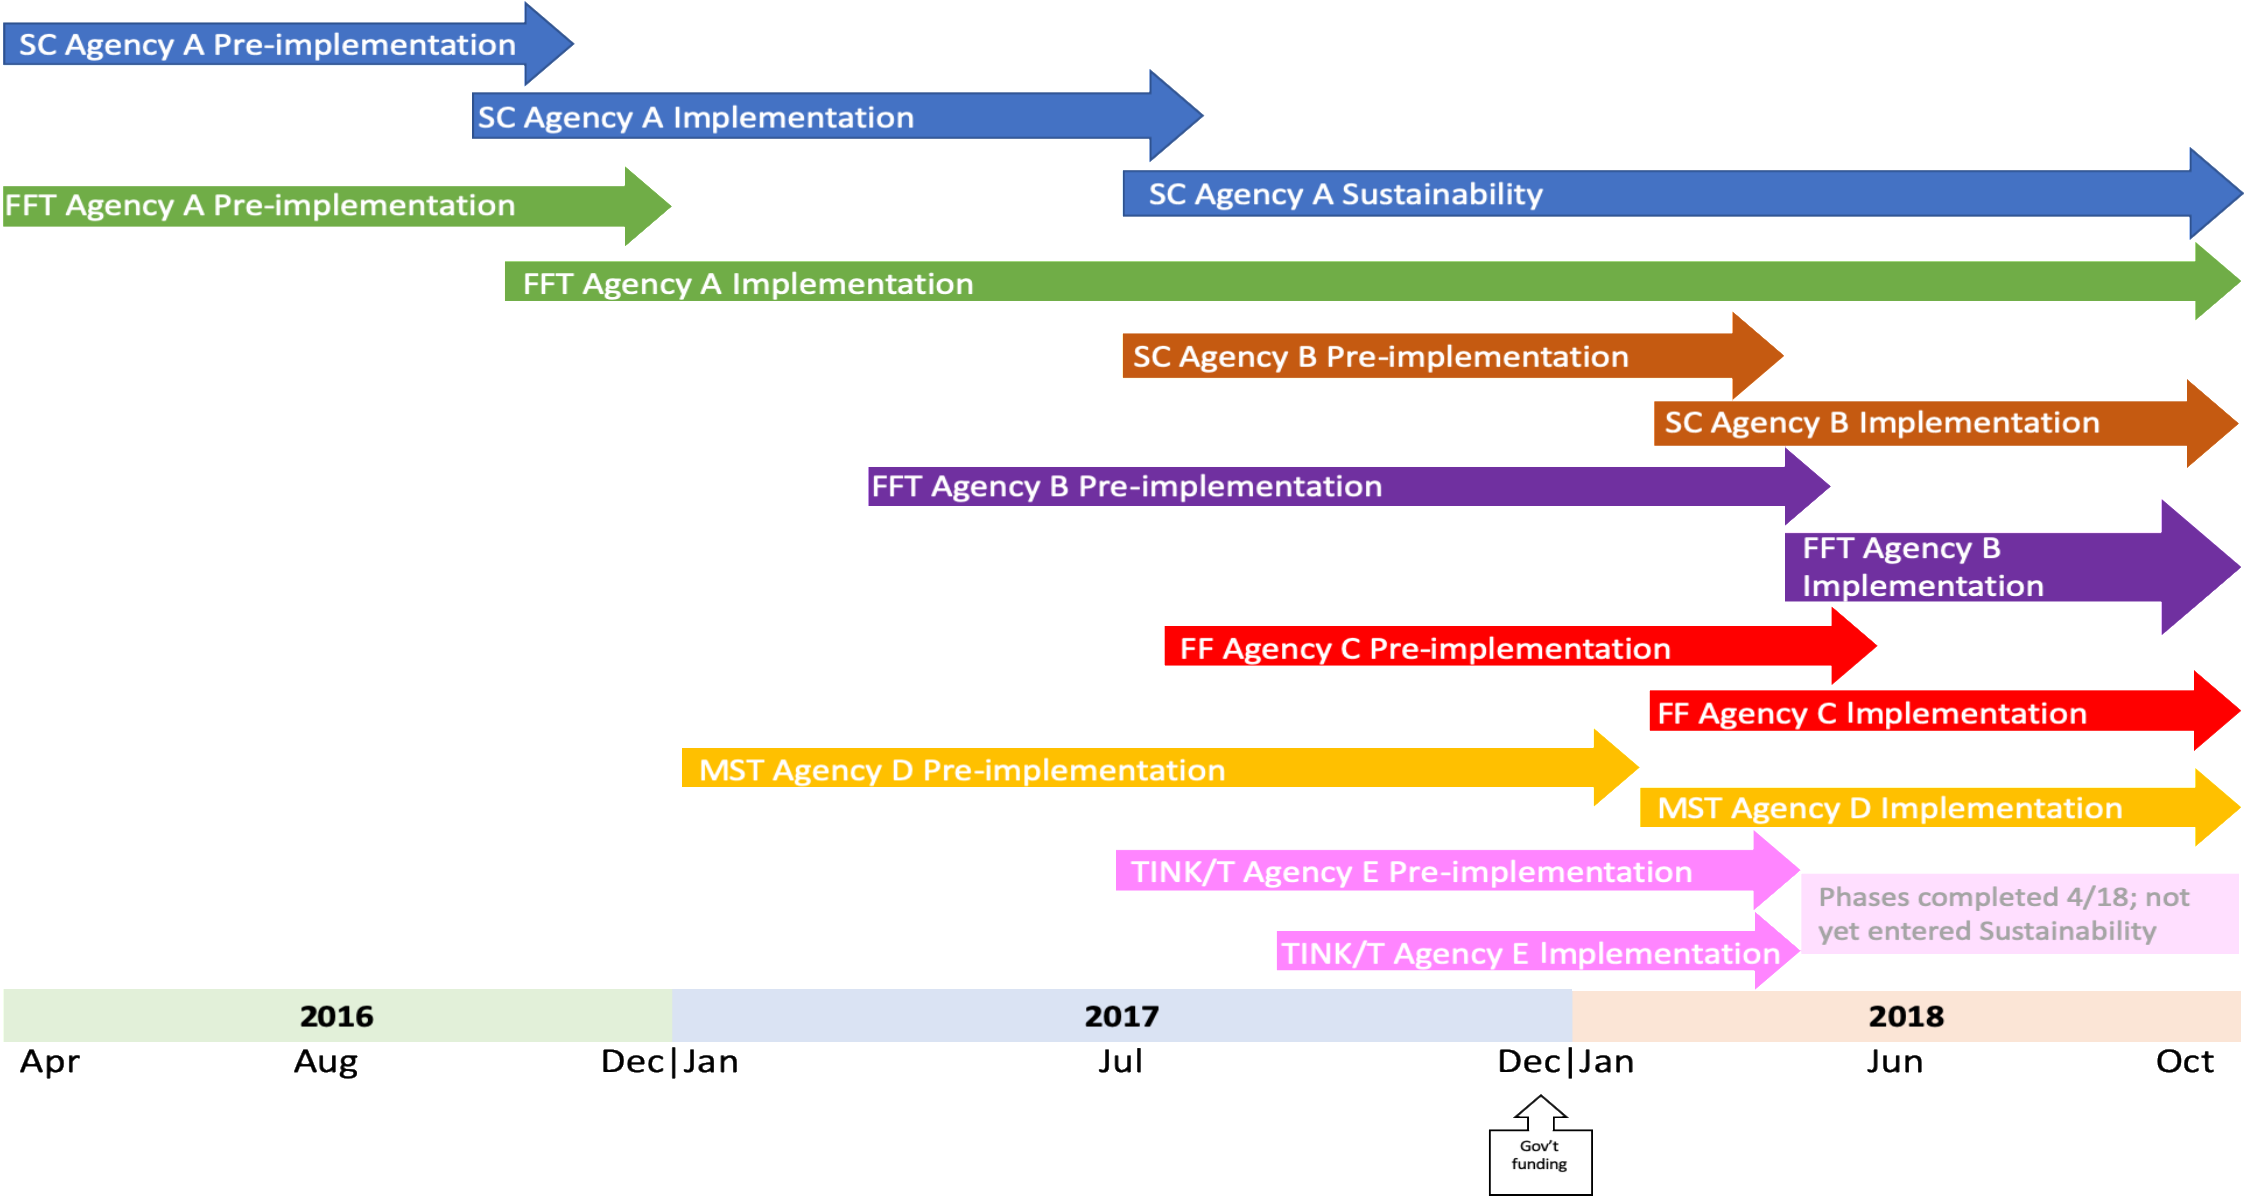 SC Agency A Pre-implementation
SC Agency A Implementation
SC Agency A Sustainability
FFT Agency A Pre-implementation
FFT Agency A Implementation
SC Agency B Pre-implementation
SC Agency B Implementation
FFT Agency B Pre-implementation
FFT Agency B
Implementation
FF Agency C Pre-implementation
FF Agency C Implementation
MST Agency D Pre-implementation
MST Agency D Implementation
TINK/T Agency E Pre-implementation
Phases completed 4/18; not
yet entered Sustainability
TINK/T Agency E Implementation
2016 2017 2018
Apr Aug Dec|Jan Jul Dec|Jan Jun Oct
Gov't
funding